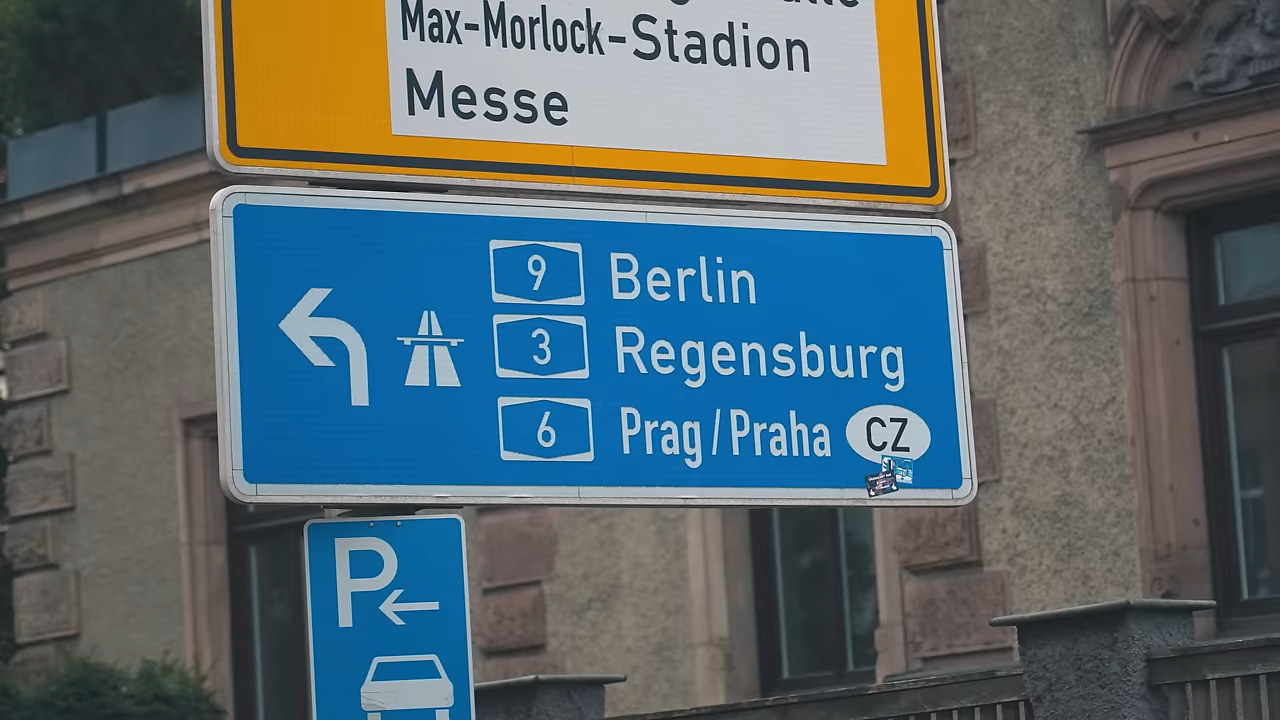 Max-Morlock-Stadion
Messe
9 Berlin
3 Regensburg
6 Prag/Praha CZ
P